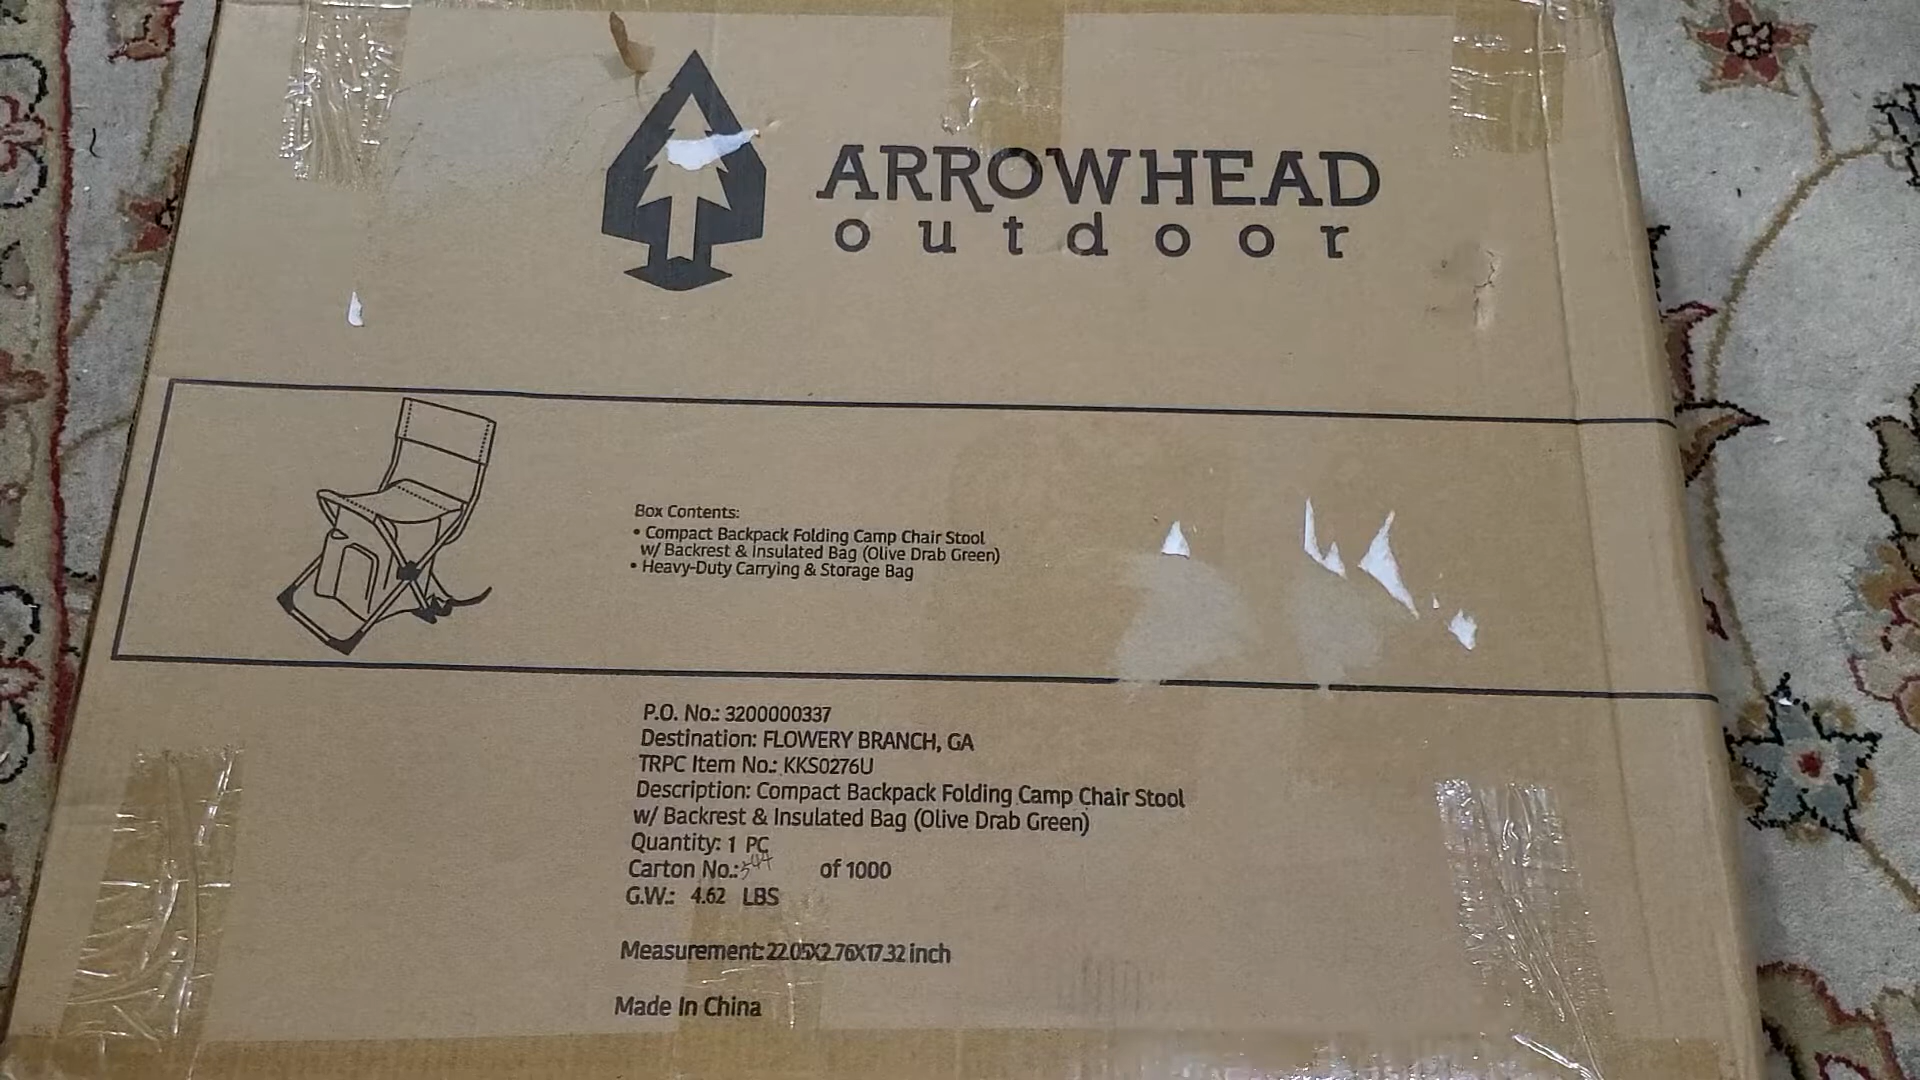 ARROWHEAD
outdoor
Box Contents:
• Compact Backpack Folding Camp Chair Stool
w/ Backrest & Insulated Bag (Olive Drab Green)
• Heavy-Duty Carrying & Storage Bag
P.O. No.: 3200000337
Destination: FLOWERY BRANCH, GA
TRPC Item No.: KKS0276U
Description: Compact Backpack Folding Camp Chair Stool
w/ Backrest & Insulated Bag (Olive Drab Green)
Quantity: 1 PC
Carton No.: of 1000
G.W.: 4.62 LBS
Measurement: 22.05X2.76X17.32 inch
Made In China